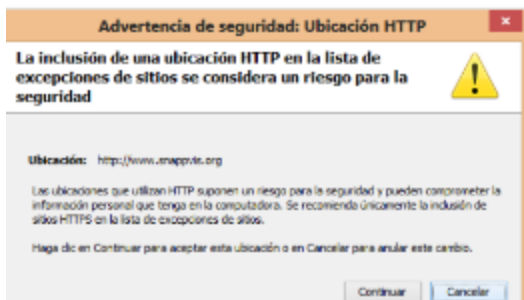 Advertencia de seguridad: Ubicación HTTP
La inclusión de una ubicación HTTP en la lista de
excepciones de sitios se considera un riesgo para la
seguridad
Ubicación: http://www.snappvis.org
Las ubicaciones que utilizan HTTP suponen un riesgo para la seguridad y pueden comprometer la
información personal que tenga en la computadora. Se recomienda únicamente la inclusión de
sitios HTTPS en la lista de excepciones de sitios.
Haga clic en Continuar para aceptar esta ubicación o en Cancelar para anular este cambio.
Continuar Cancelar